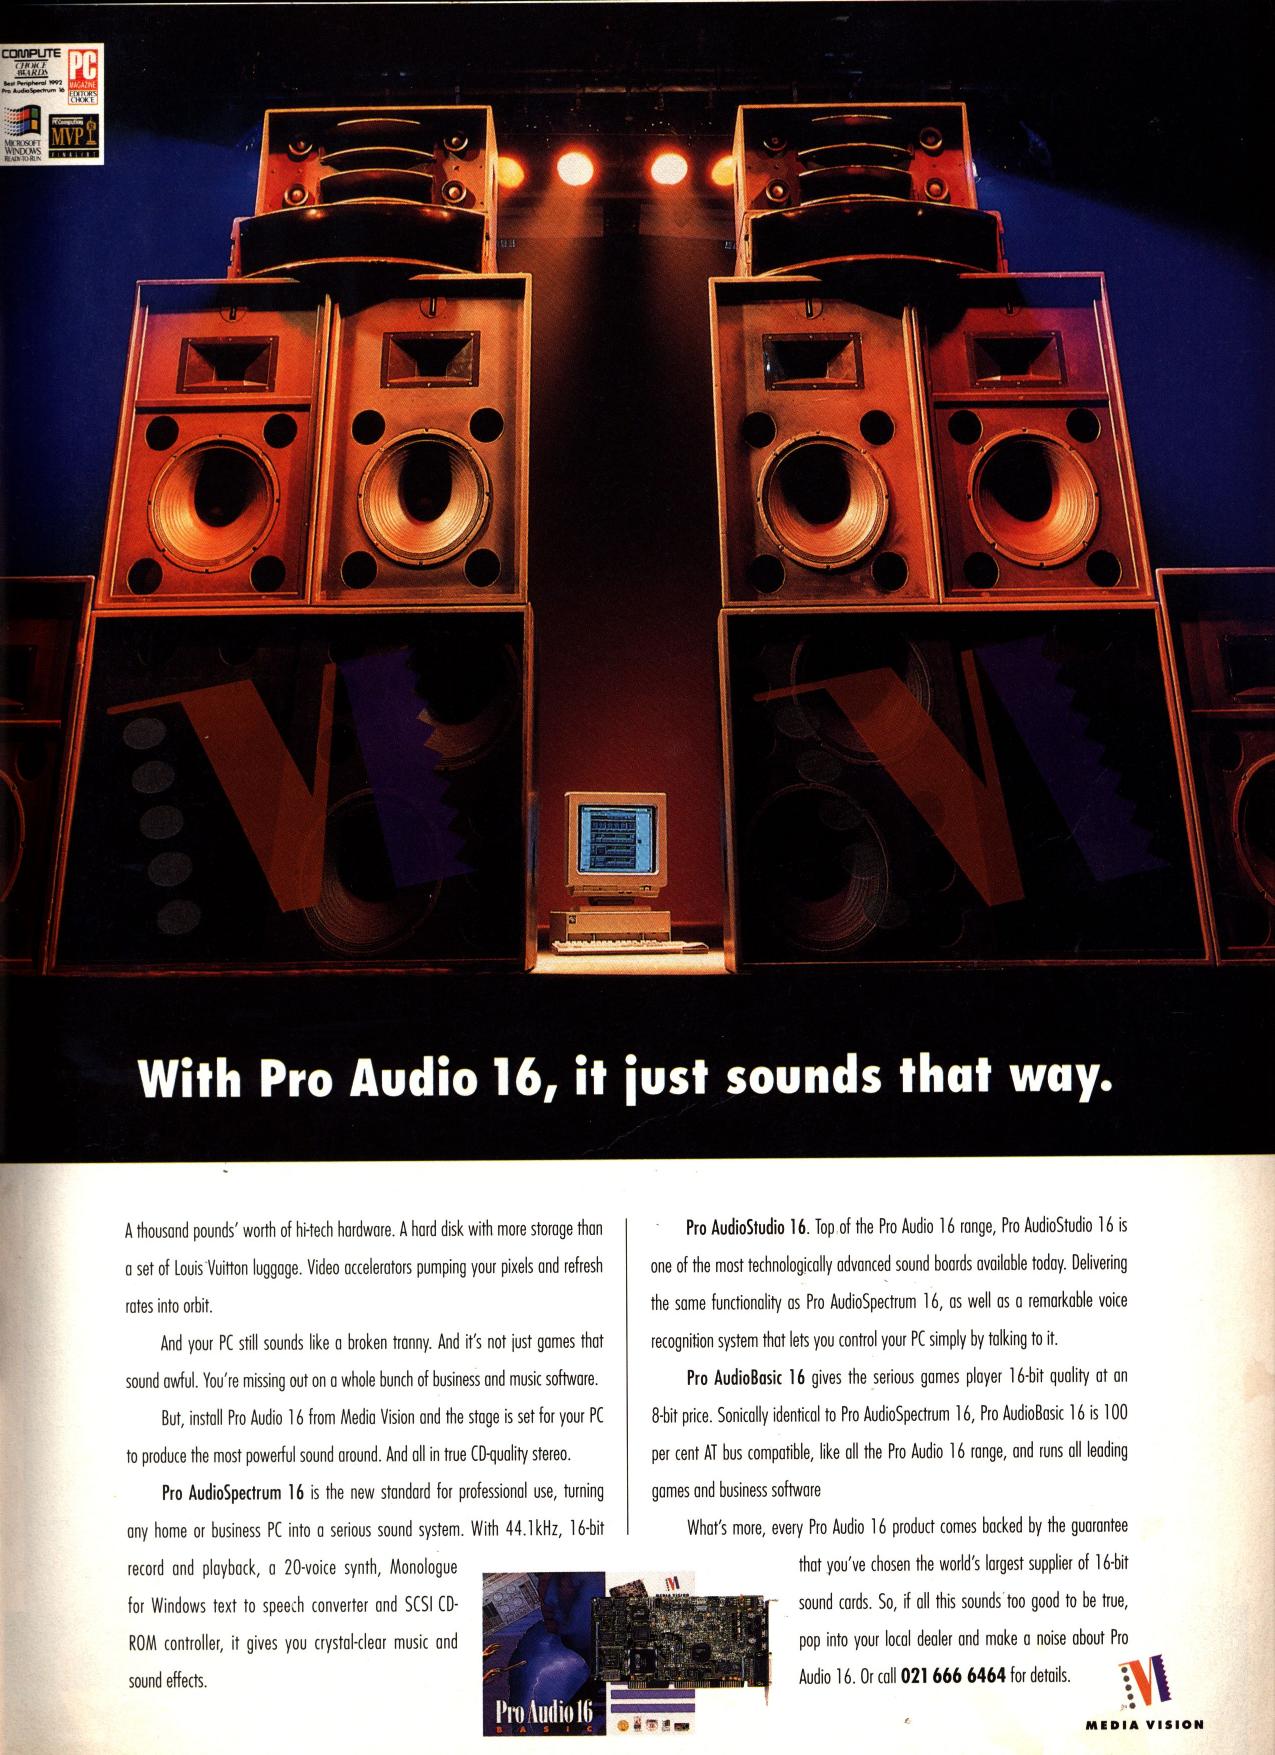 COMPUTE
CHOICE
AWARDS
Best Peripheral 1992
Pro AudioSpectrum 16
PC
MAGAZINE
EDITOR'S
CHOICE
MICROSOFT
WINDOWS
READY-TO-RUN
PC Computing
MVP
FINALIST
With Pro Audio 16, it just sounds that way.
A thousand pounds' worth of hi-tech hardware. A hard disk with more storage than
a set of Louis Vuitton luggage. Video accelerators pumping your pixels and refresh
rates into orbit.
And your PC still sounds like a broken tranny. And it's not just games that
sound awful. You're missing out on a whole bunch of business and music software.
But, install Pro Audio 16 from Media Vision and the stage is set for your PC
to produce the most powerful sound around. And all in true CD-quality stereo.
Pro AudioSpectrum 16 is the new standard for professional use, turning
any home or business PC into a serious sound system. With 44.1kHz, 16-bit
record and playback, a 20-voice synth, Monologue
for Windows text to speech converter and SCSI CD-
ROM controller, it gives you crystal-clear music and
sound effects.
Pro AudioStudio 16. Top of the Pro Audio 16 range, Pro AudioStudio 16 is
one of the most technologically advanced sound boards available today. Delivering
the same functionality as Pro AudioSpectrum 16, as well as a remarkable voice
recognition system that lets you control your PC simply by talking to it.
Pro AudioBasic 16 gives the serious games player 16-bit quality at an
8-bit price. Sonically identical to Pro AudioSpectrum 16, Pro AudioBasic 16 is 100
per cent AT bus compatible, like all the Pro Audio 16 range, and runs all leading
games and business software
What's more, every Pro Audio 16 product comes backed by the guarantee
that you've chosen the world's largest supplier of 16-bit
sound cards. So, if all this sounds too good to be true,
pop into your local dealer and make a noise about Pro
Audio 16. Or call 021 666 6464 for details.
MEDIA VISION
Pro Audio 16
BASIC
MEDIA VISION